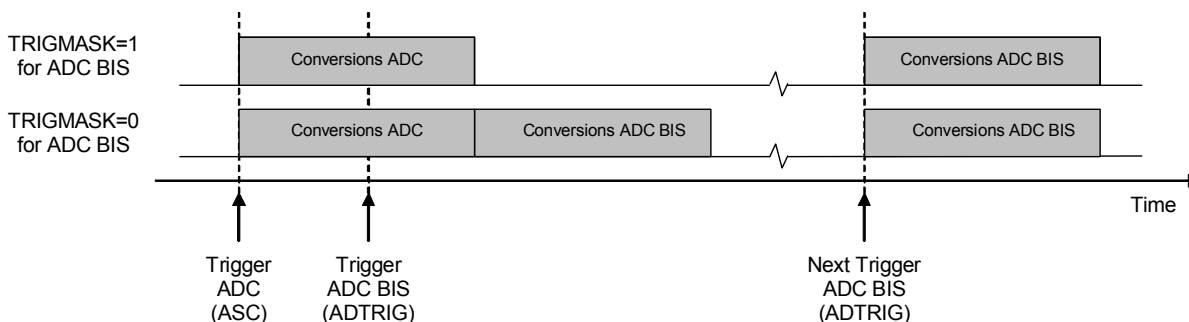 TRIGMASK=1
for ADC BIS
Conversions ADC
Conversions ADC BIS
TRIGMASK=0
for ADC BIS
Conversions ADC
Conversions ADC BIS
Conversions ADC BIS
Time
Trigger
ADC
(ASC)
Trigger
ADC BIS
(ADTRIG)
Next Trigger
ADC BIS
(ADTRIG)